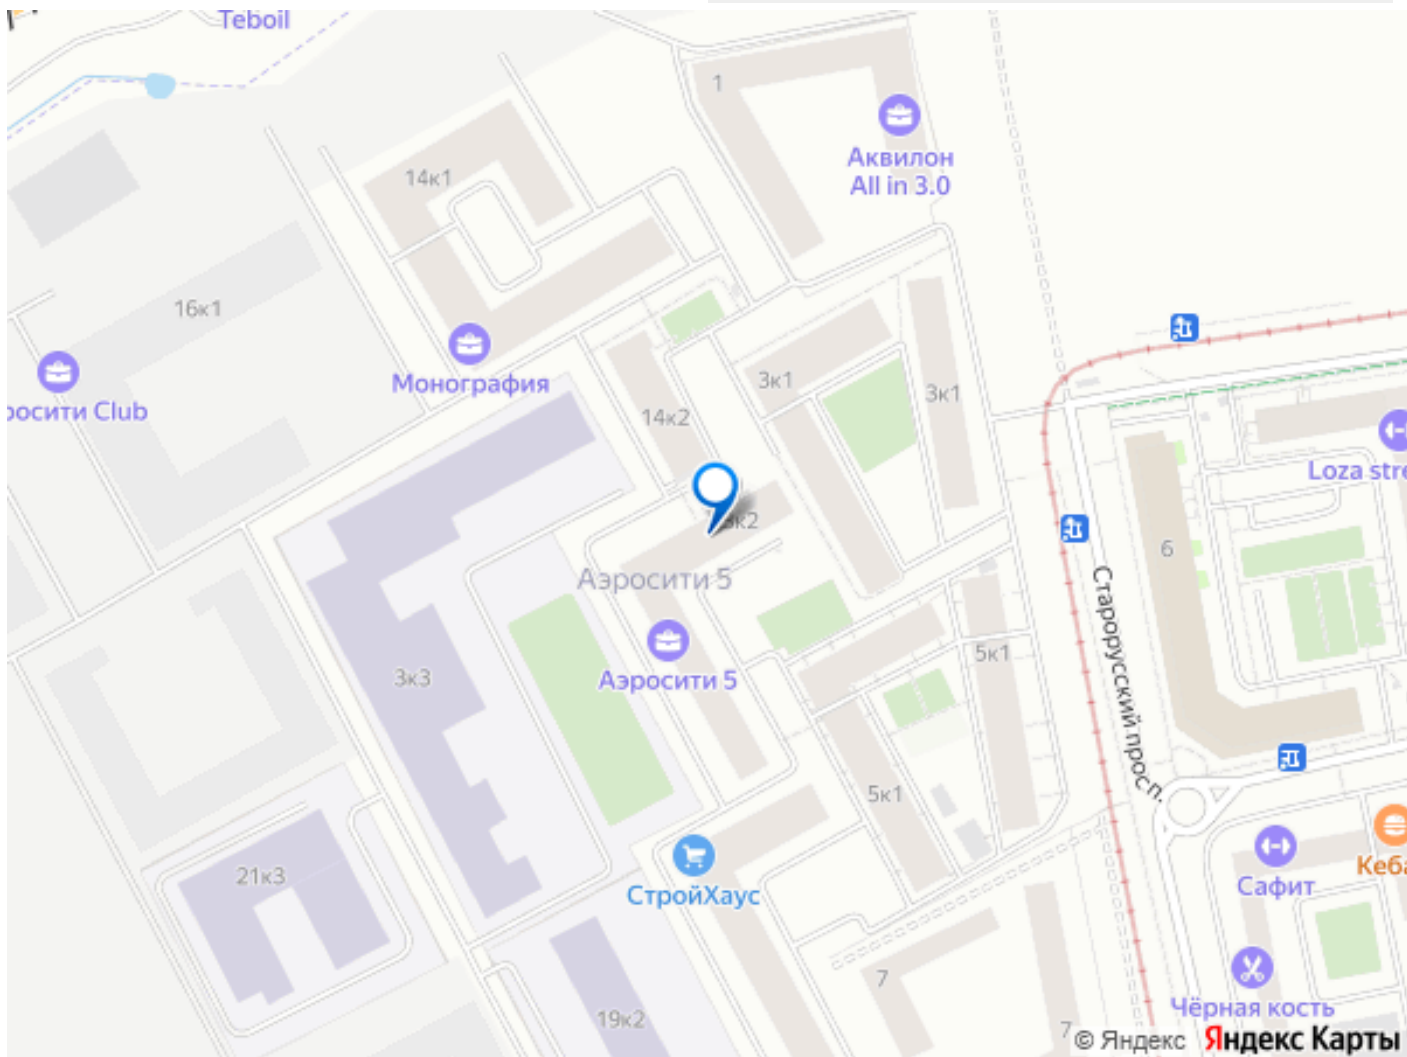 Teboil
1
Аквилон
All in 3.0
14к1
16к1
Монография
росити Club
3к1
3к1
14к2
Loza stre
3к2
6
Аэросити 5
Старорусский просп.
5к1
3к3
Аэросити 5
5к1
21к3
СтройХаус
Сафит
Кеба
7
Чёрная кость
19к2
7
© Яндекс Яндекс Карты